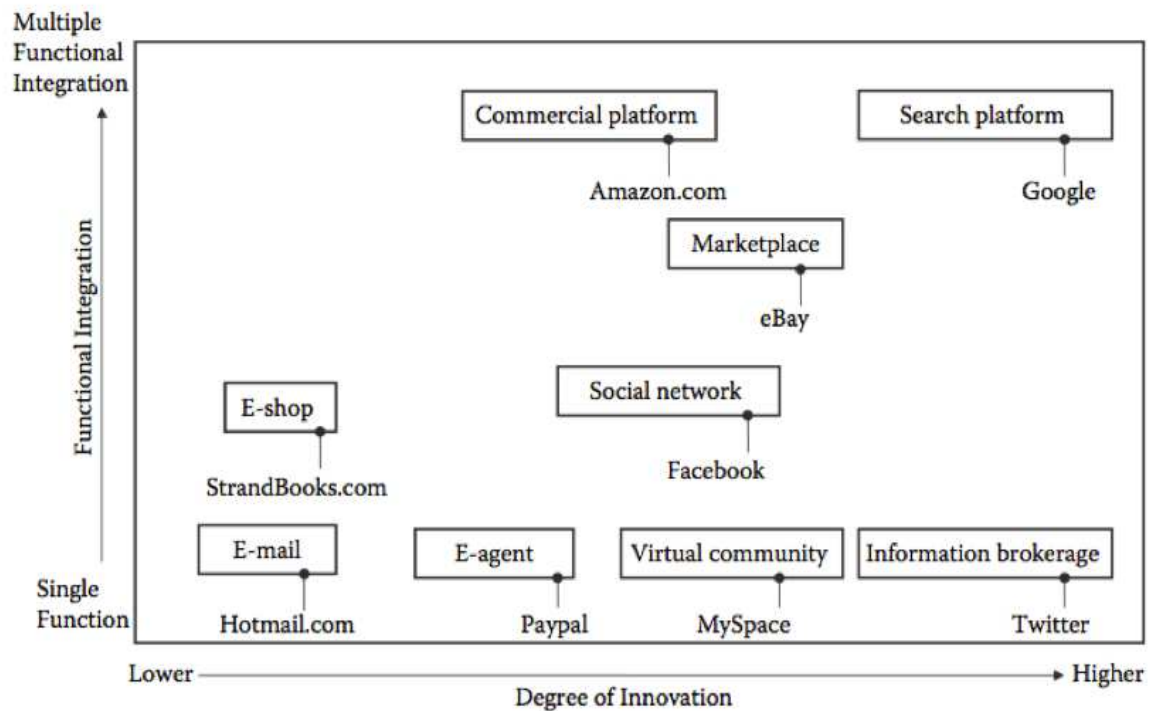 Multiple
Functional
Integration
Commercial platform
Search platform
Amazon.com
Google
Marketplace
eBay
Functional Integration
Social network
E-shop
Facebook
StrandBooks.com
E-mail
E-agent
Virtual community
Information brokerage
Single
Function
Hotmail.com
Paypal
MySpace
Twitter
Lower
Higher
Degree of Innovation